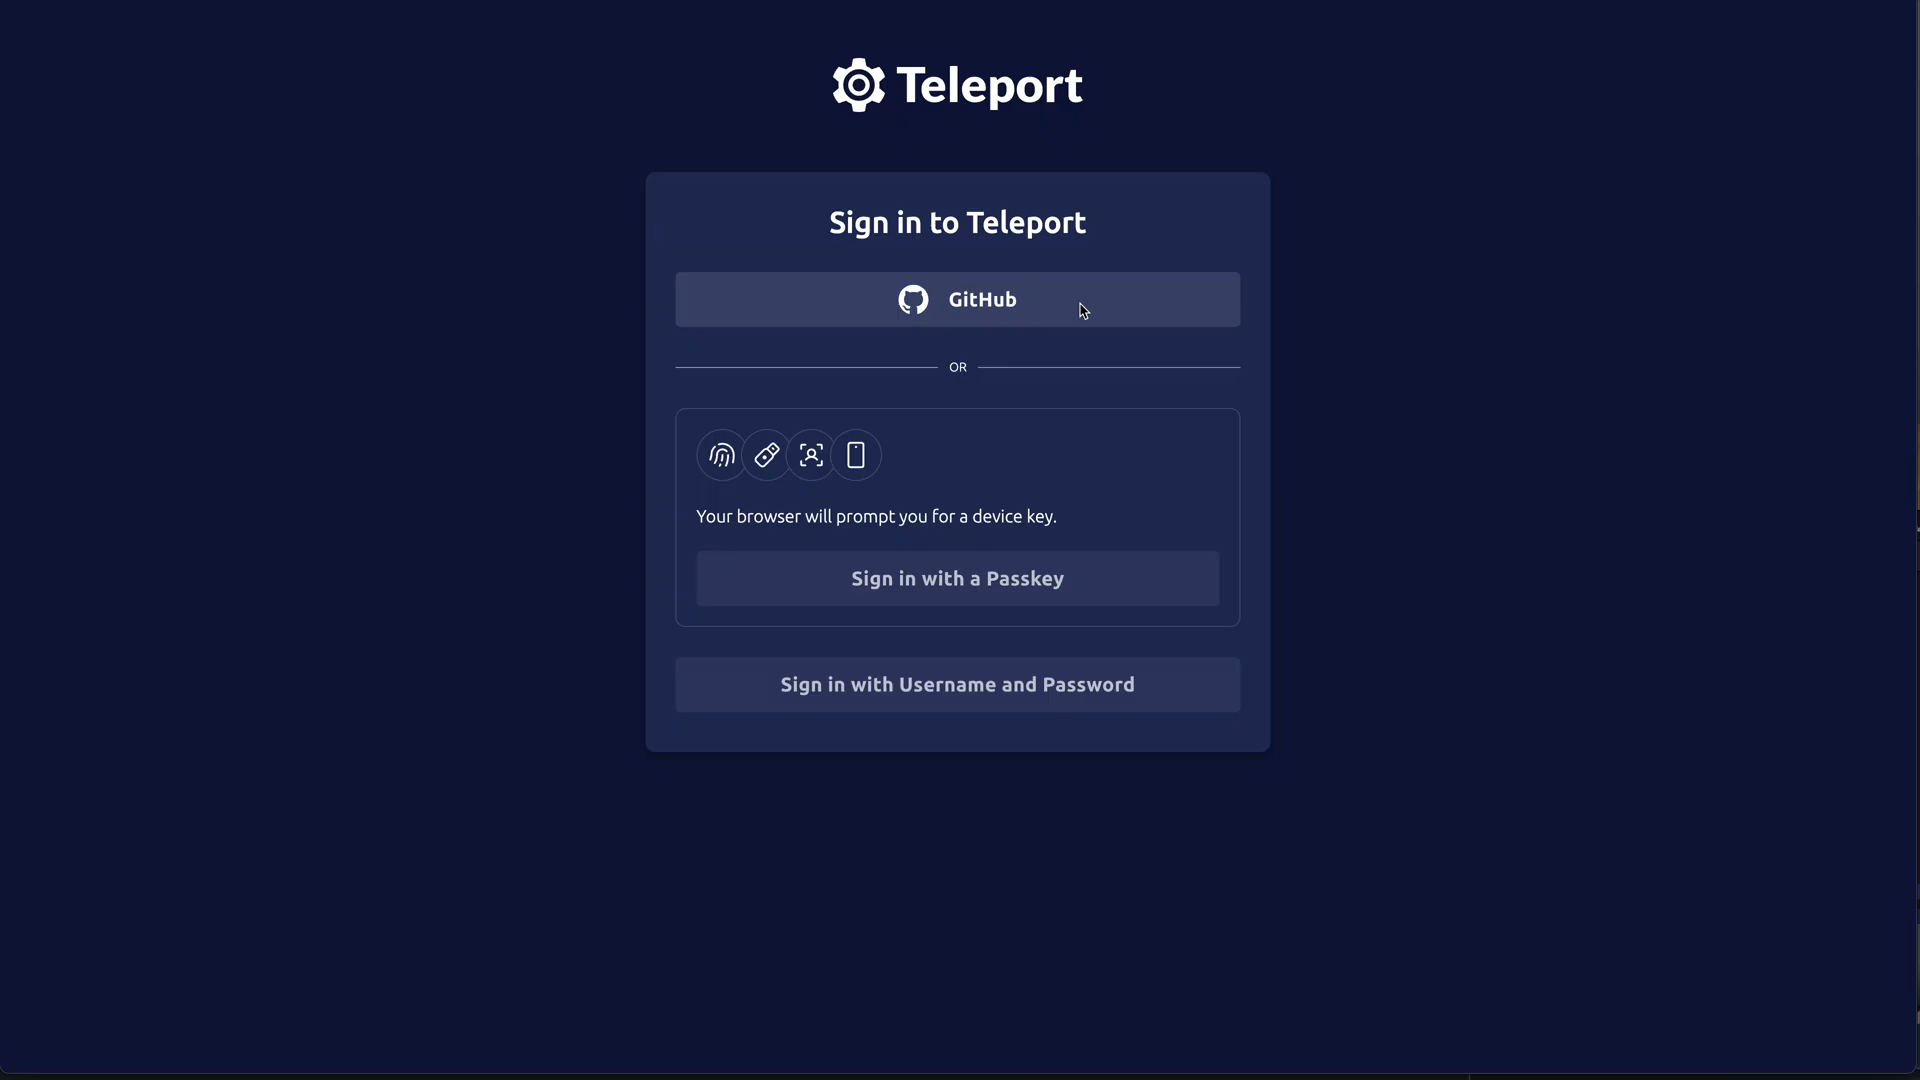 Teleport
Sign in to Teleport
GitHub
OR
Your browser will prompt you for a device key.
Sign in with a Passkey
Sign in with Username and Password